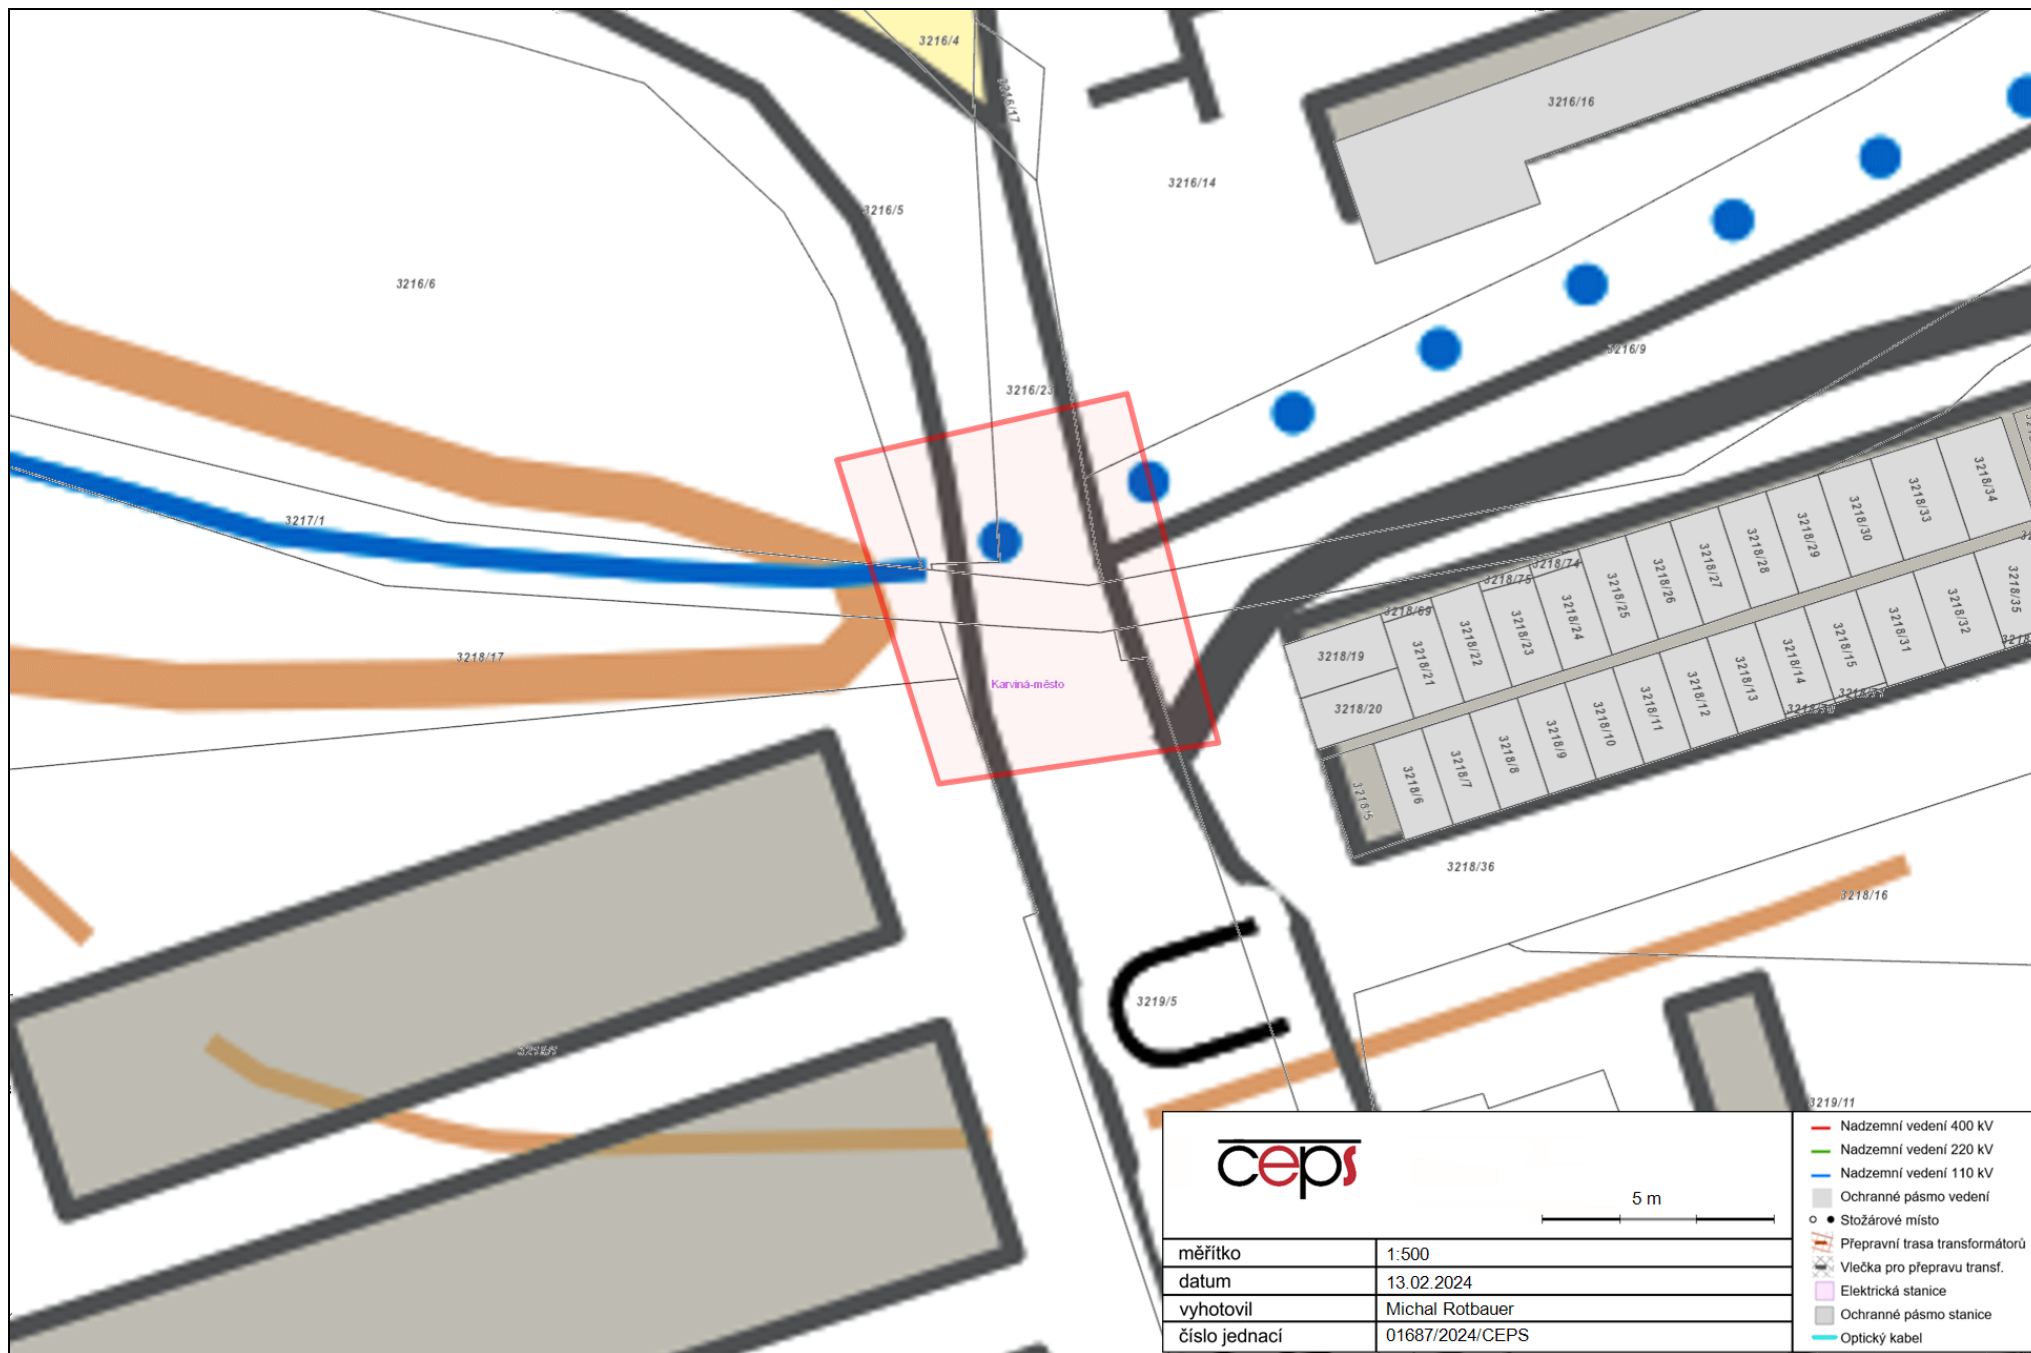 3216/4
3216/17
3216/16
3216/14
3216/5
3216/6
3216/9
3216/23
3217/1
3218/17
Karviná-město
3218/34
3218/33
3218/30
3218/29
3218/28
3218/27
3218/26
3218/25
3218/74
3218/75
3218/24
3218/23
3218/22
3218/69
3218/21
3218/19
3218/20
3218/35
3218/32
3218/31
3218/15
3218/14
3218/13
3218/12
3218/11
3218/10
3218/9
3218/8
3218/7
3218/6
3218/5
3218/36
3218/16
3219/5
3219/11
ceps
5 m
měřítko 1:500
datum 13.02.2024
vyhotovil Michal Rotbauer
číslo jednací 01687/2024/CEPS
Nadzemní vedení 400 kV
Nadzemní vedení 220 kV
Nadzemní vedení 110 kV
Ochranné pásmo vedení
Stožárové místo
Přepravní trasa transformátorů
Vlečka pro přepravu transf.
Elektrická stanice
Ochranné pásmo stanice
Optický kabel